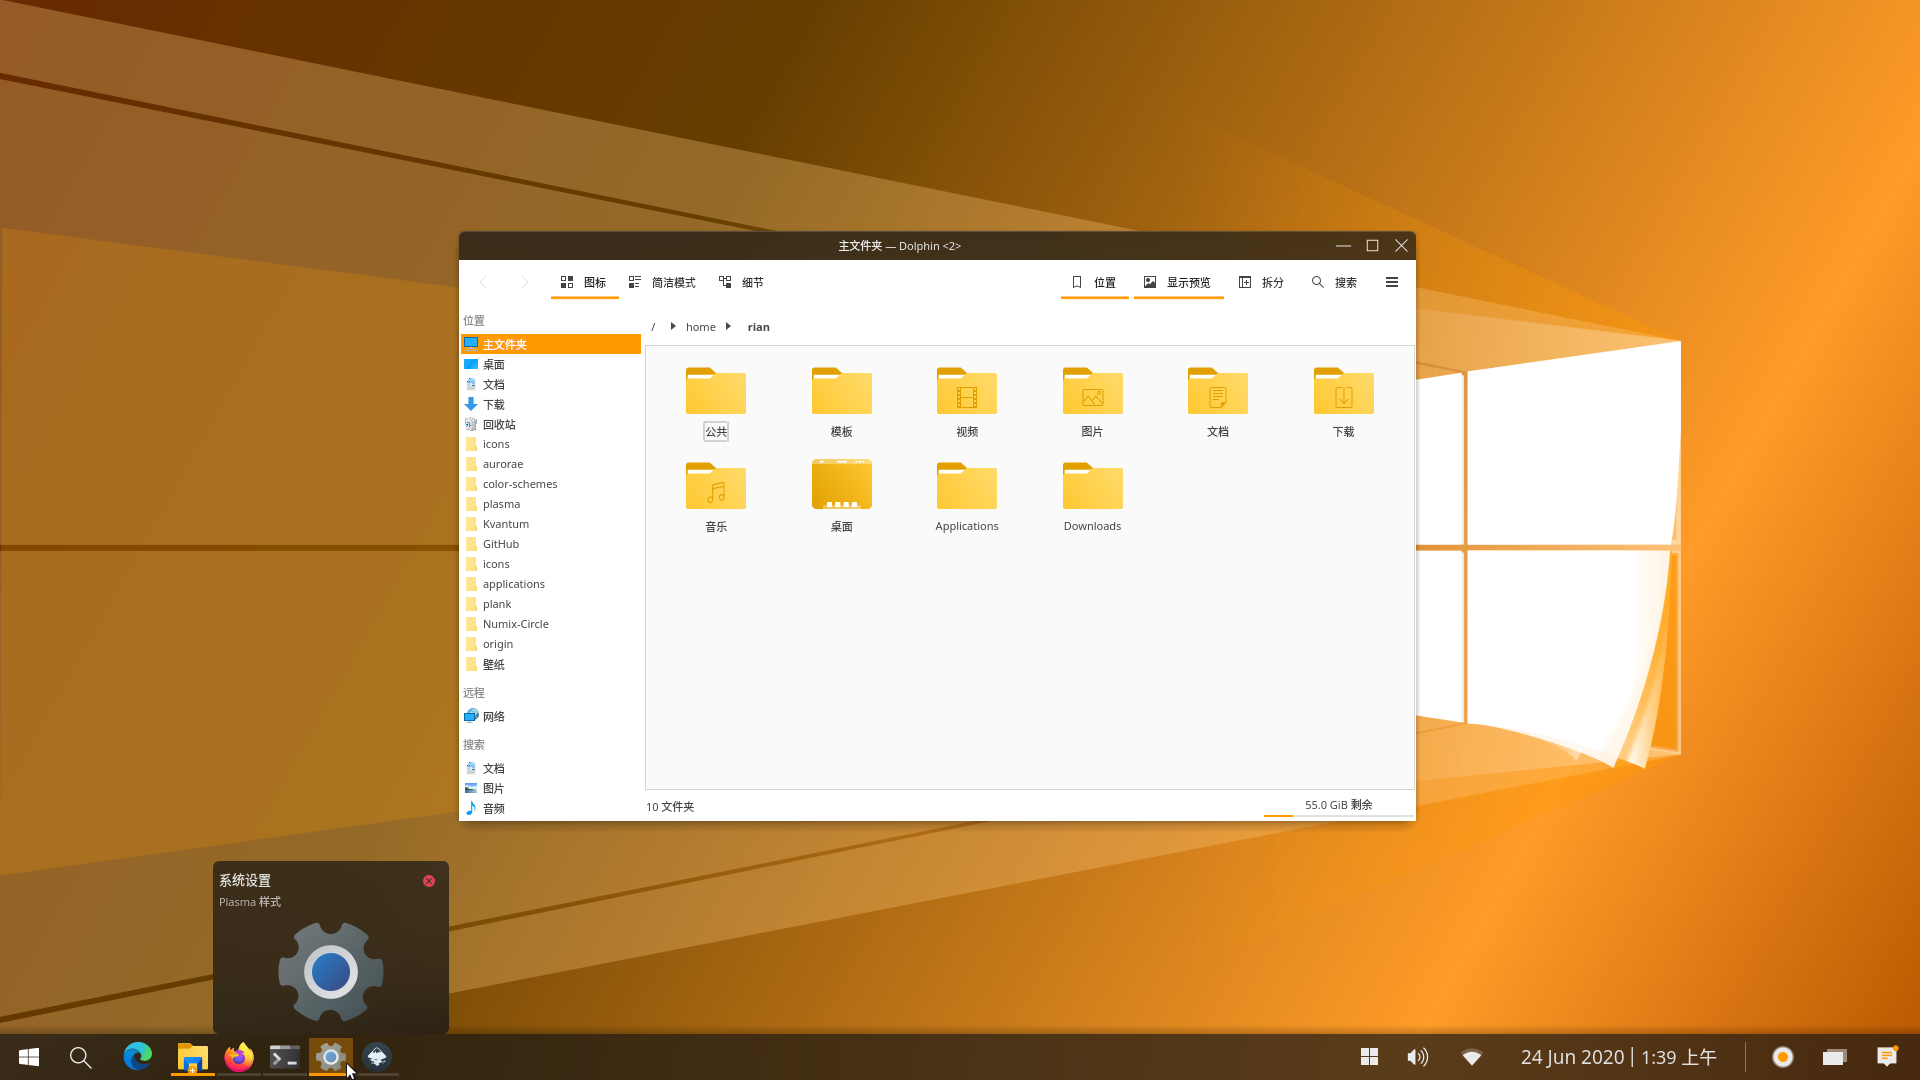 主文件夹 — Dolphin <2>
图标 简洁模式 细节 位置 显示预览 拆分 搜索
位置
主文件夹
桌面
文档
下载
回收站
icons
aurorae
color-schemes
plasma
Kvantum
GitHub
icons
applications
plank
Numix-Circle
origin
壁纸
远程
网络
搜索
文档
图片
音频
/ home rian
公共 模板 视频 图片 文档 下载
音乐 桌面 Applications Downloads
10 文件夹 55.0 GiB 剩余
系统设置
Plasma 样式
24 Jun 2020 1:39 上午